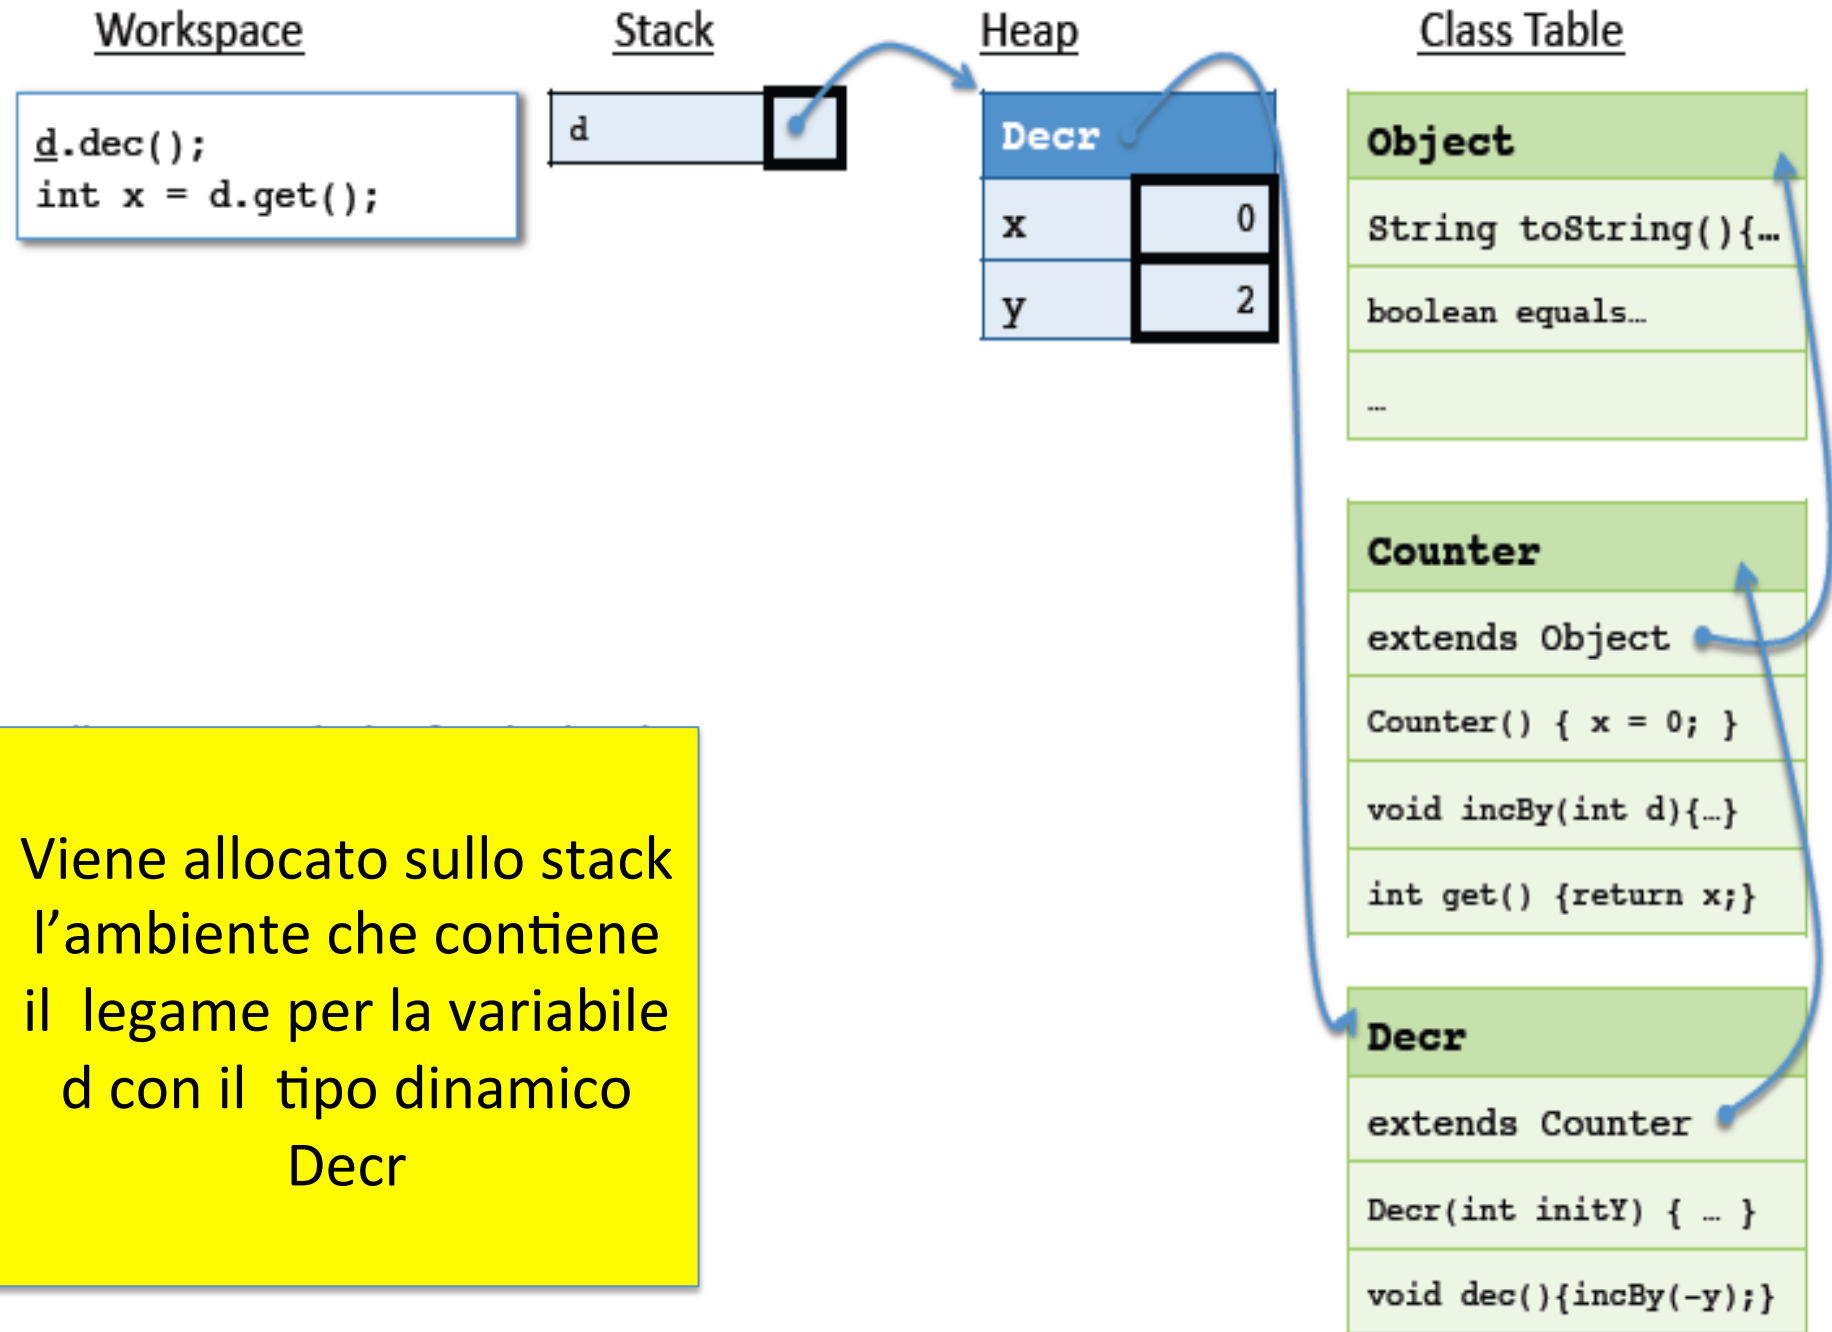 Workspace
Stack
Heap
Class Table
d.dec();
int x = d.get();
d
Decr
x 0
y 2
Object
String toString(){…
boolean equals…
…
Counter
extends Object
Counter() { x = 0; }
void incBy(int d){…}
int get() {return x;}
Decr
extends Counter
Decr(int initY) { … }
void dec(){incBy(-y);}
Viene allocato sullo stack
l’ambiente che contiene
il legame per la variabile
d con il tipo dinamico
Decr